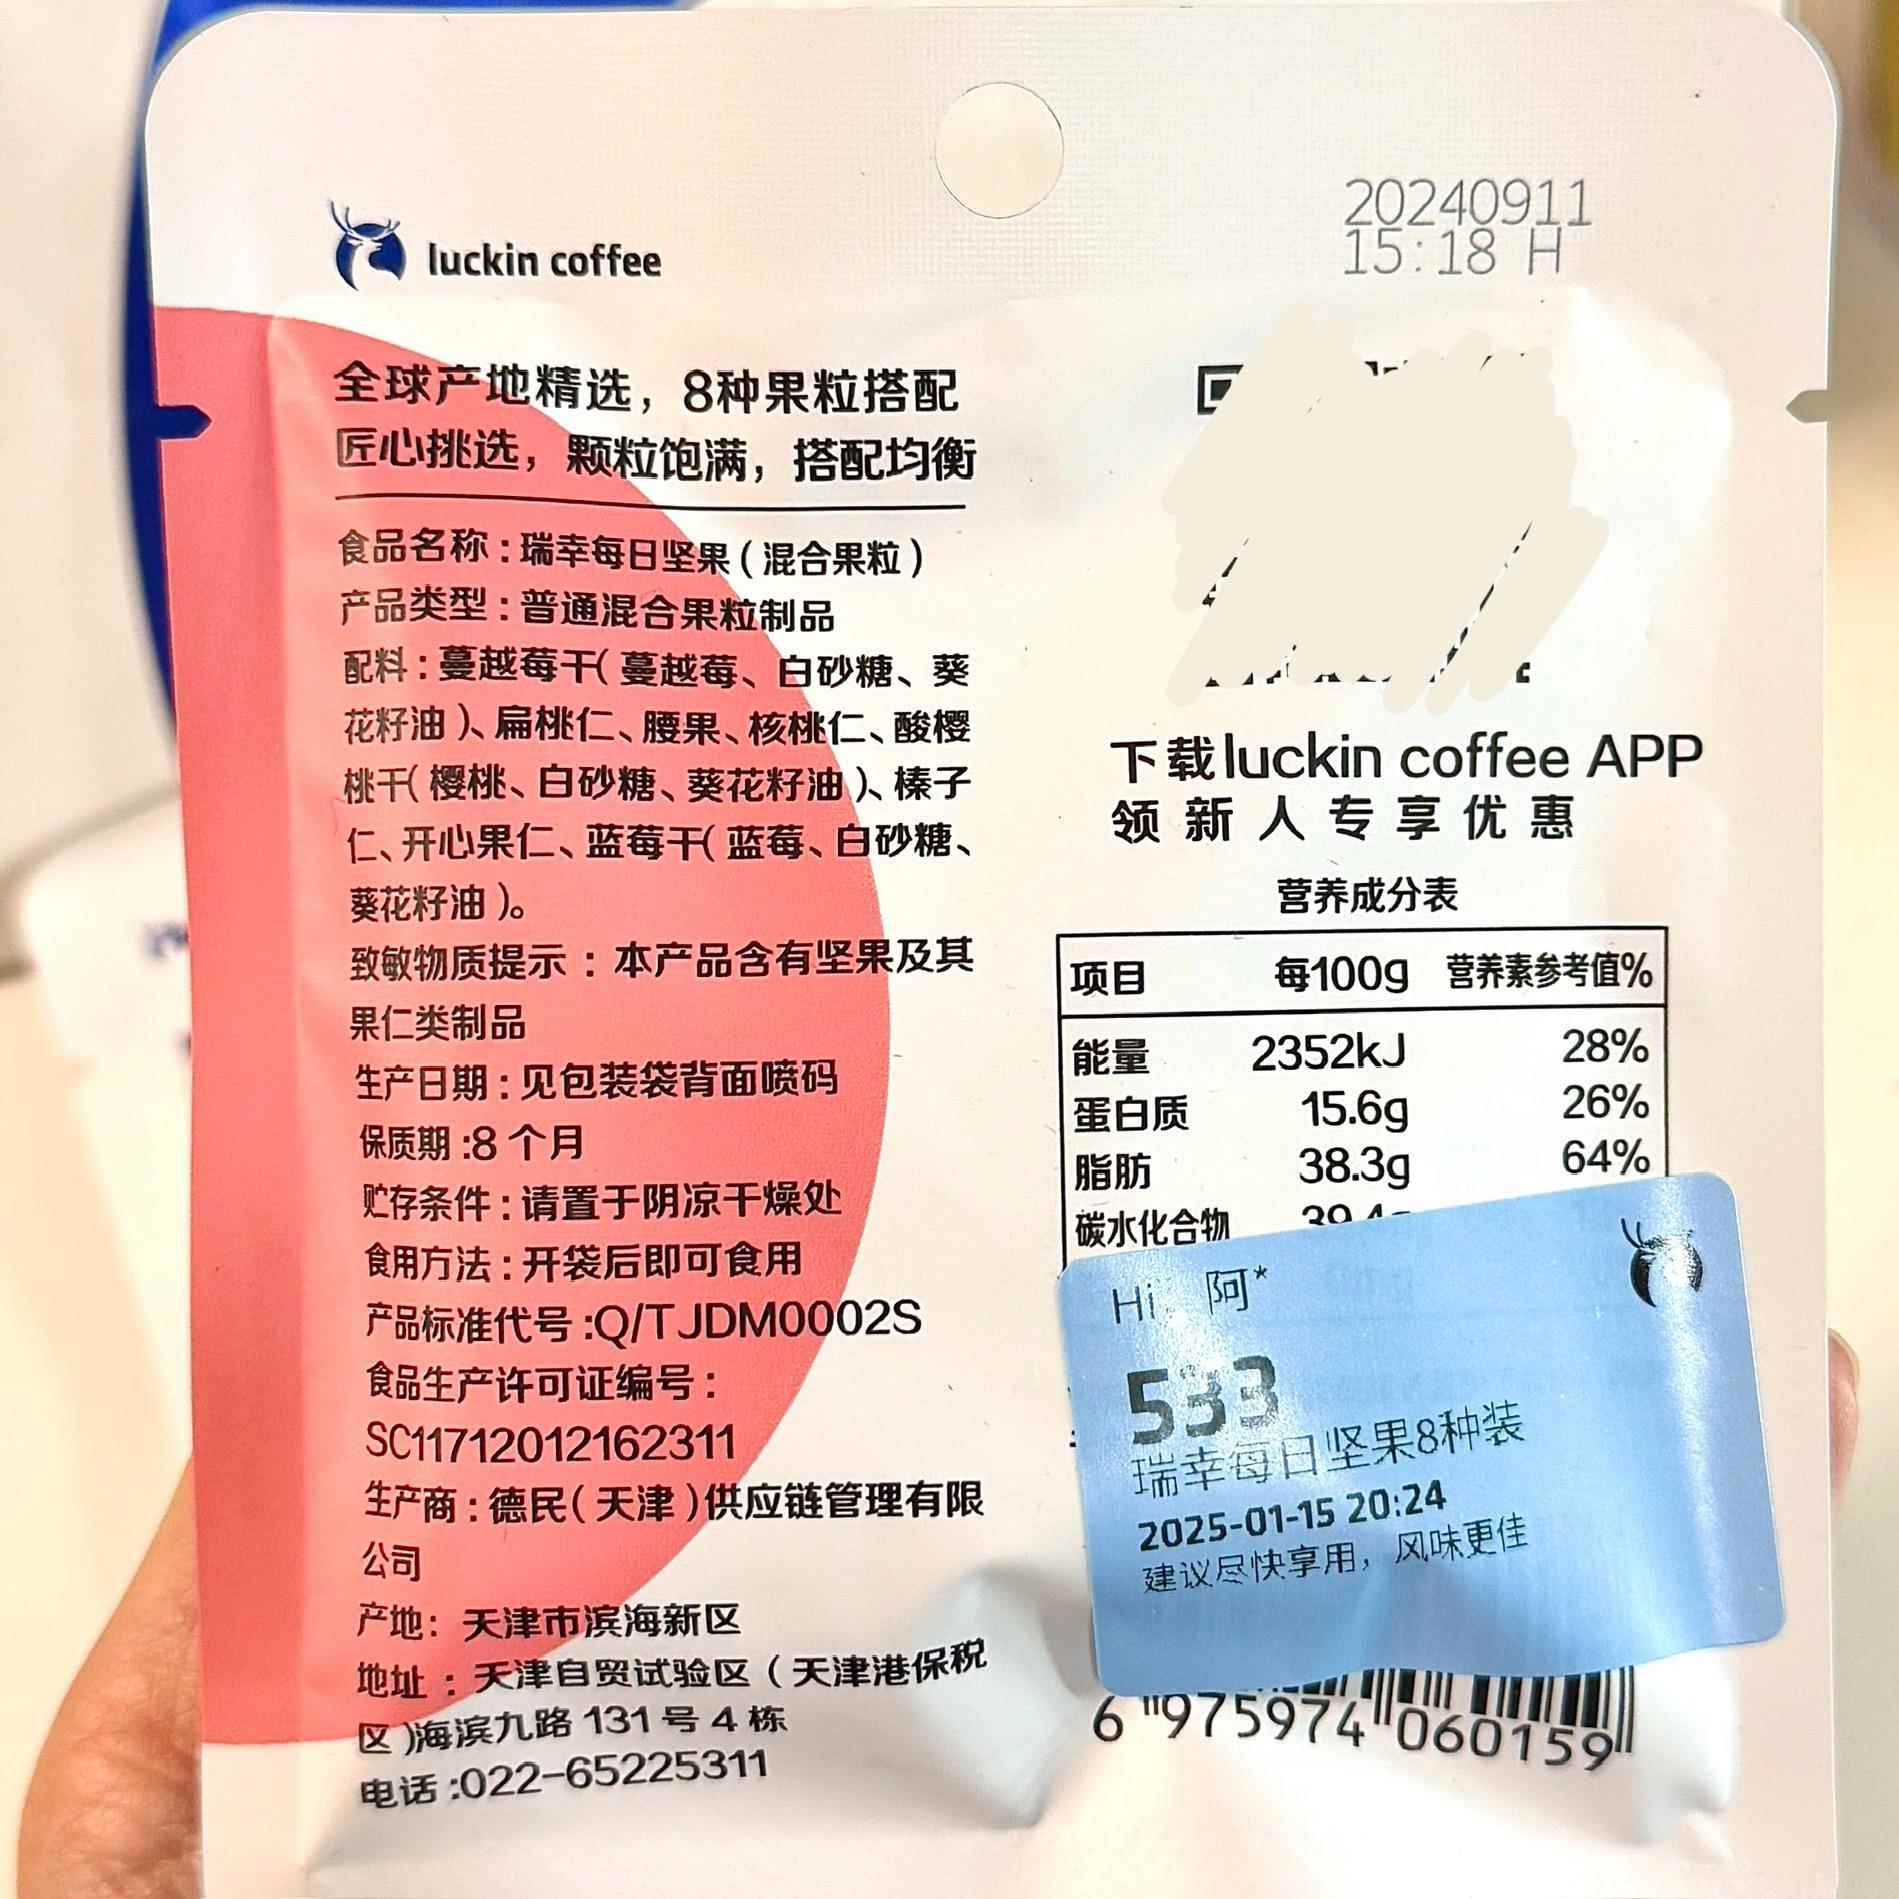 luckin coffee
20240911
15:18 H
全球产地精选，8种果粒搭配
匠心挑选，颗粒饱满，搭配均衡
食品名称：瑞幸每日坚果（混合果粒）
产品类型：普通混合果粒制品
配料：蔓越莓干（蔓越莓、白砂糖、葵
花籽油）、扁桃仁、腰果、核桃仁、酸樱
桃干（樱桃、白砂糖、葵花籽油）、榛子
仁、开心果仁、蓝莓干（蓝莓、白砂糖、
葵花籽油）。
致敏物质提示：本产品含有坚果及其
果仁类制品
生产日期：见包装袋背面喷码
保质期：8 个月
贮存条件：请置于阴凉干燥处
食用方法：开袋后即可食用
产品标准代号：Q/TJDM0002S
食品生产许可证编号：
SC11712012162311
生产商：德民（天津）供应链管理有限
公司
产地：天津市滨海新区
地址：天津自贸试验区（天津港保税
区）海滨九路 131 号 4 栋
电话：022-65225311
下载luckin coffee APP
领新人专享优惠
营养成分表
项目 每100g 营养素参考值%
能量 2352kJ 28%
蛋白质 15.6g 26%
脂肪 38.3g 64%
碳水化合物
Hi 阿*
533
瑞幸每日坚果8种装
2025-01-15 20:24
建议尽快享用，风味更佳
6 975974 060159